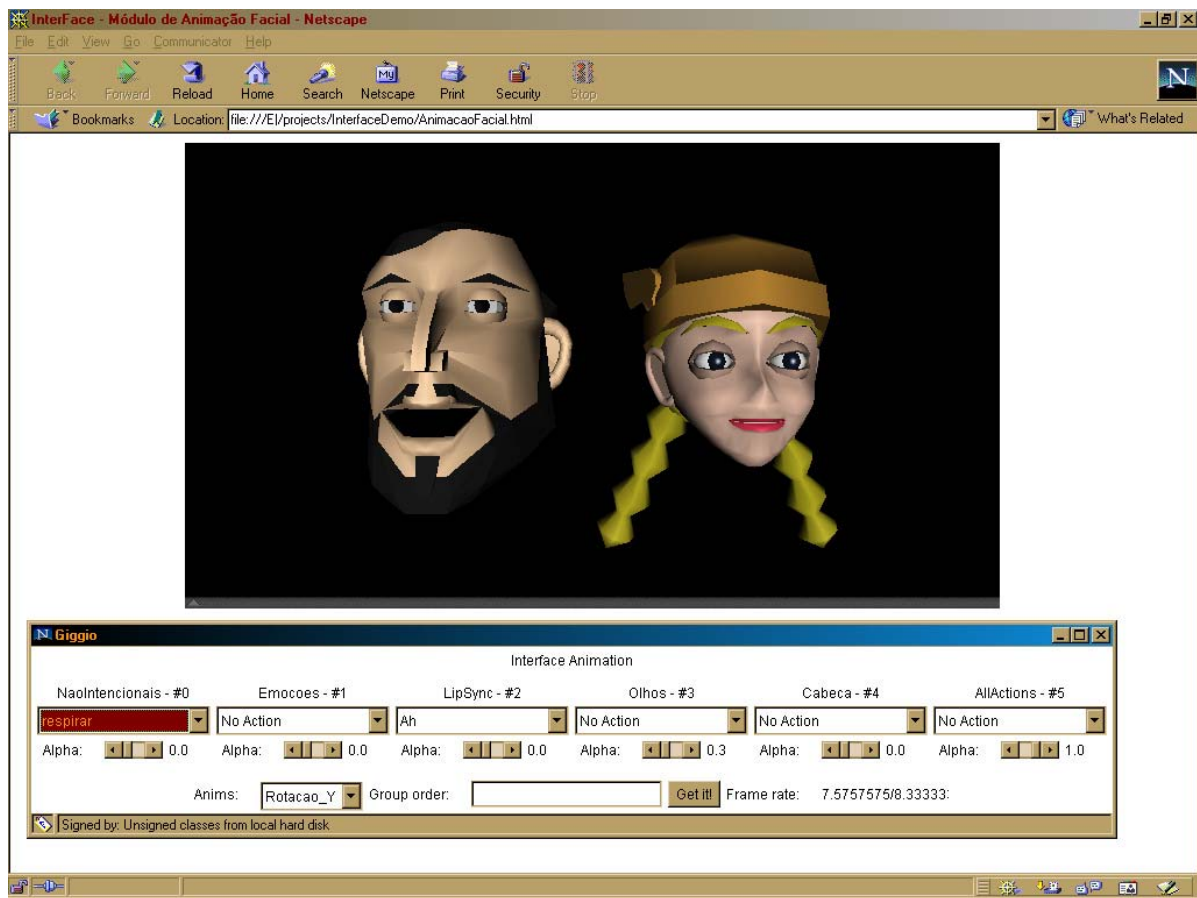 InterFace - Módulo de Animação Facial - Netscape
File Edit View Go Communicator Help
My
N
Back Forward Reload Home Search Netscape Print Security Stop
Bookmarks Location: file:///E|/projects/InterfaceDemo/AnimacaoFacial.html What's Related
N Giggio
Interface Animation
NaoIntencionais - #0 Emocoes - #1 LipSync - #2 Olhos - #3 Cabeca - #4 AllActions - #5
respirar No Action Ah No Action No Action No Action
Alpha: 0.0 Alpha: 0.0 Alpha: 0.0 Alpha: 0.3 Alpha: 0.0 Alpha: 1.0
Anims: Rotacao_Y Group order: Get it! Frame rate: 7.5757575/8.33333:
Signed by: Unsigned classes from local hard disk